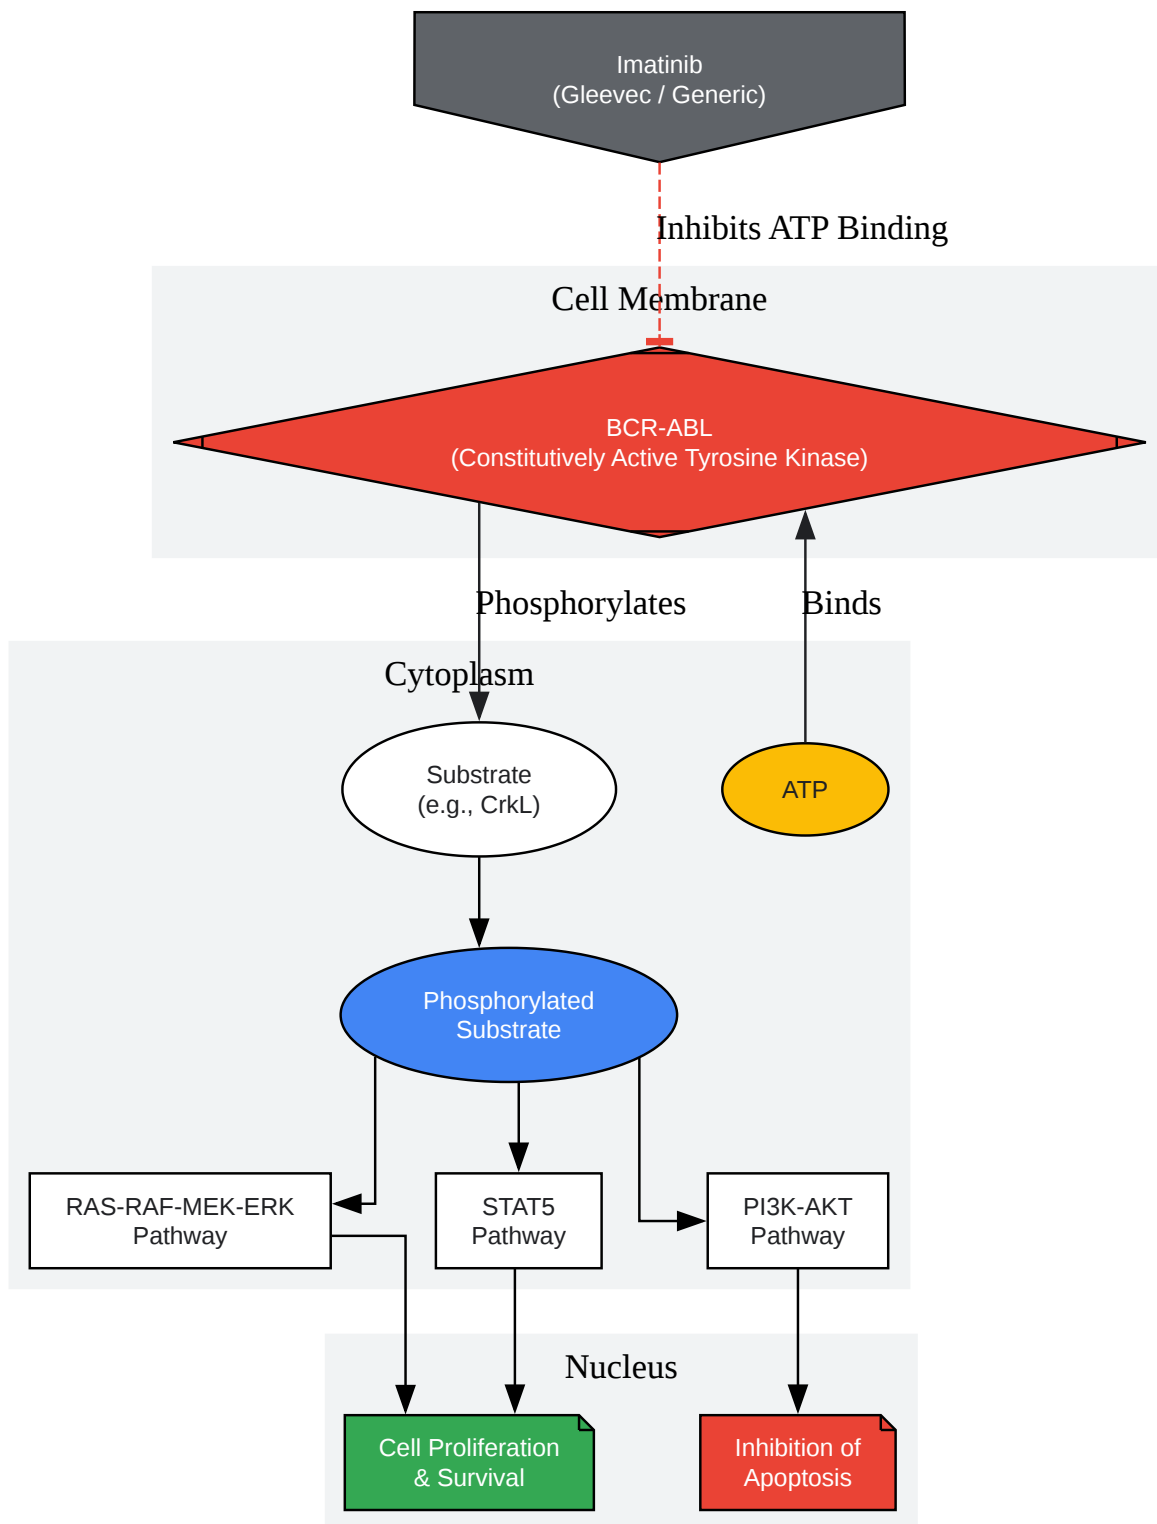 Imatinib
(Gleevec / Generic)
Inhibits ATP Binding
Cell Membrane
BCR-ABL
(Constitutively Active Tyrosine Kinase)
Phosphorylates
Binds
Cytoplasm
Substrate
(e.g., CrkL)
ATP
Phosphorylated
Substrate
RAS-RAF-MEK-ERK
Pathway
STAT5
Pathway
PI3K-AKT
Pathway
Nucleus
Cell Proliferation
& Survival
Inhibition of
Apoptosis